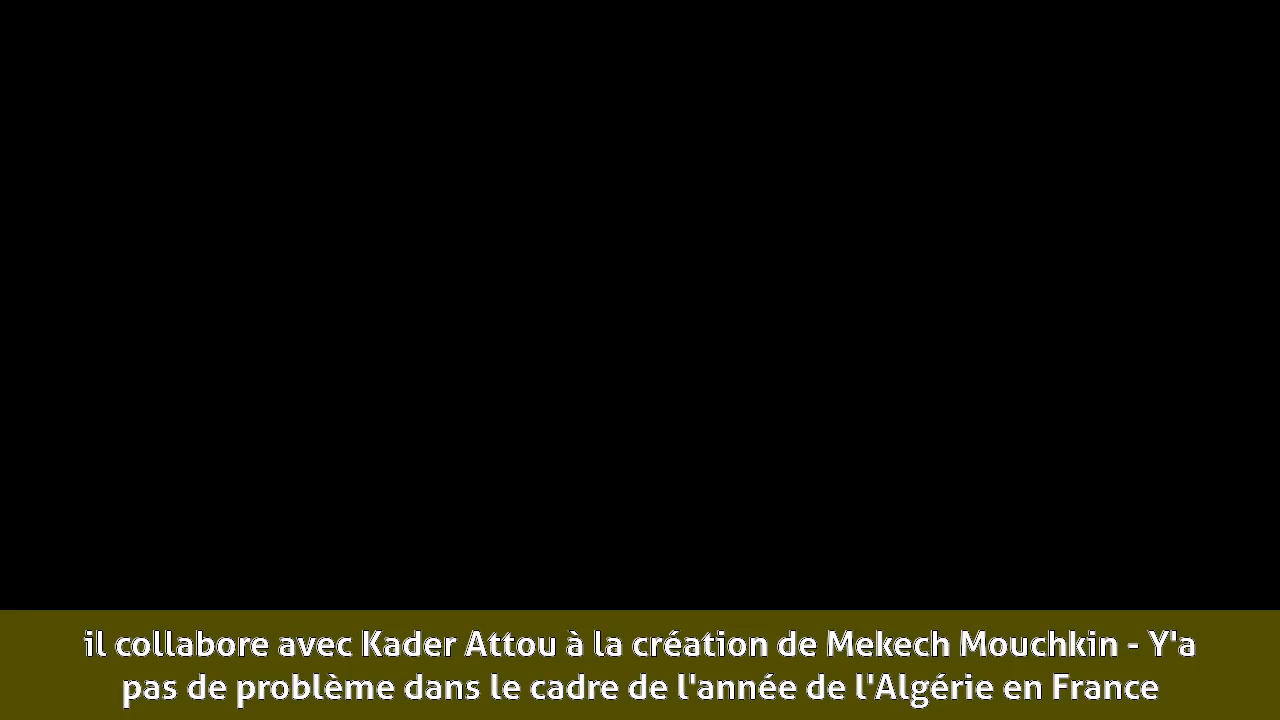 il collabore avec Kader Attou à la création de Mekech Mouchkin - Y'a
pas de problème dans le cadre de l'année de l'Algérie en France